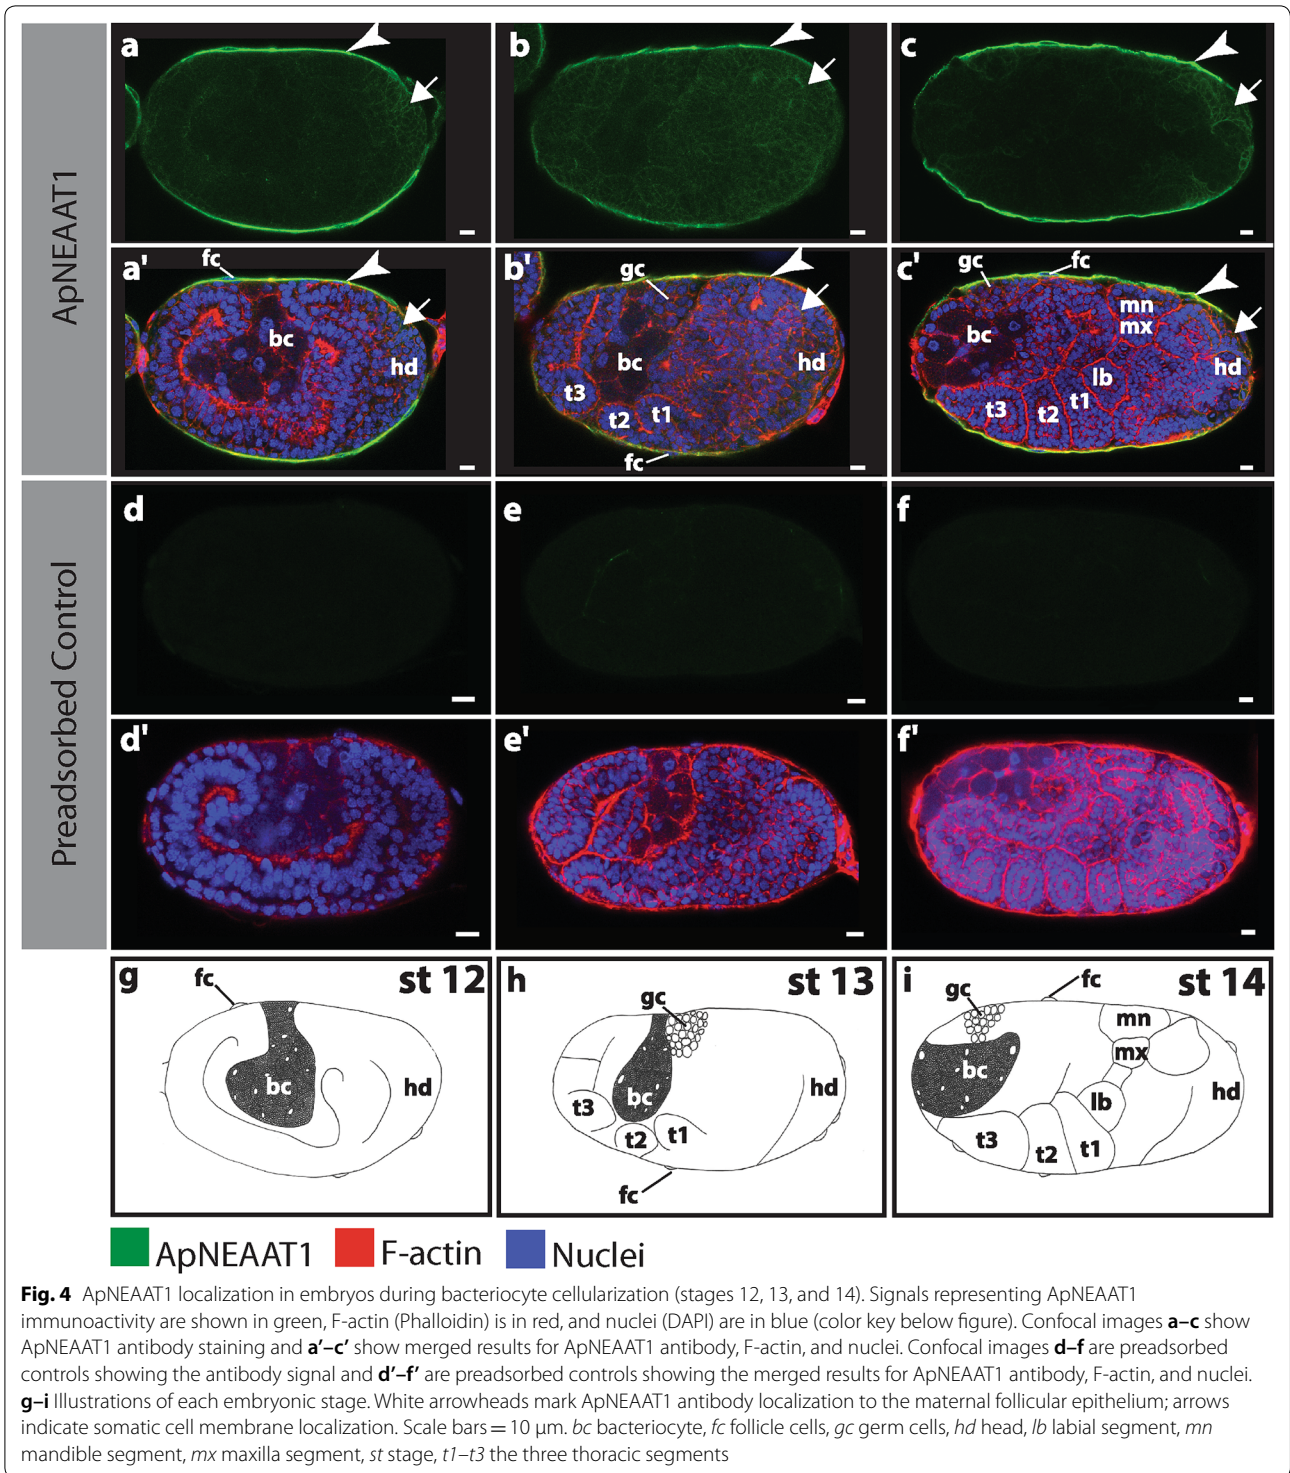 ApNEAAT1
a
b
c
a'
fc
bc
hd
b'
gc
bc
hd
t3
t2
t1
fc
c'
gc
fc
mn
mx
bc
hd
lb
t3
t2
t1
Preadsorbed Control
d
e
f
d'
e'
f'
g
fc
st 12
bc
hd
h
st 13
gc
bc
hd
t3
t2
t1
fc
i
gc
fc
st 14
mn
mx
bc
hd
lb
t3
t2
t1
ApNEAAT1 F-actin Nuclei
Fig. 4 ApNEAAT1 localization in embryos during bacteriocyte cellularization (stages 12, 13, and 14). Signals representing ApNEAAT1
immunoactivity are shown in green, F-actin (Phalloidin) is in red, and nuclei (DAPI) are in blue (color key below figure). Confocal images a–c show
ApNEAAT1 antibody staining and a’–c’ show merged results for ApNEAAT1 antibody, F-actin, and nuclei. Confocal images d–f are preadsorbed
controls showing the antibody signal and d’–f’ are preadsorbed controls showing the merged results for ApNEAAT1 antibody, F-actin, and nuclei.
g–i Illustrations of each embryonic stage. White arrowheads mark ApNEAAT1 antibody localization to the maternal follicular epithelium; arrows
indicate somatic cell membrane localization. Scale bars = 10 μm. bc bacteriocyte, fc follicle cells, gc germ cells, hd head, lb labial segment, mn
mandible segment, mx maxilla segment, st stage, t1–t3 the three thoracic segments